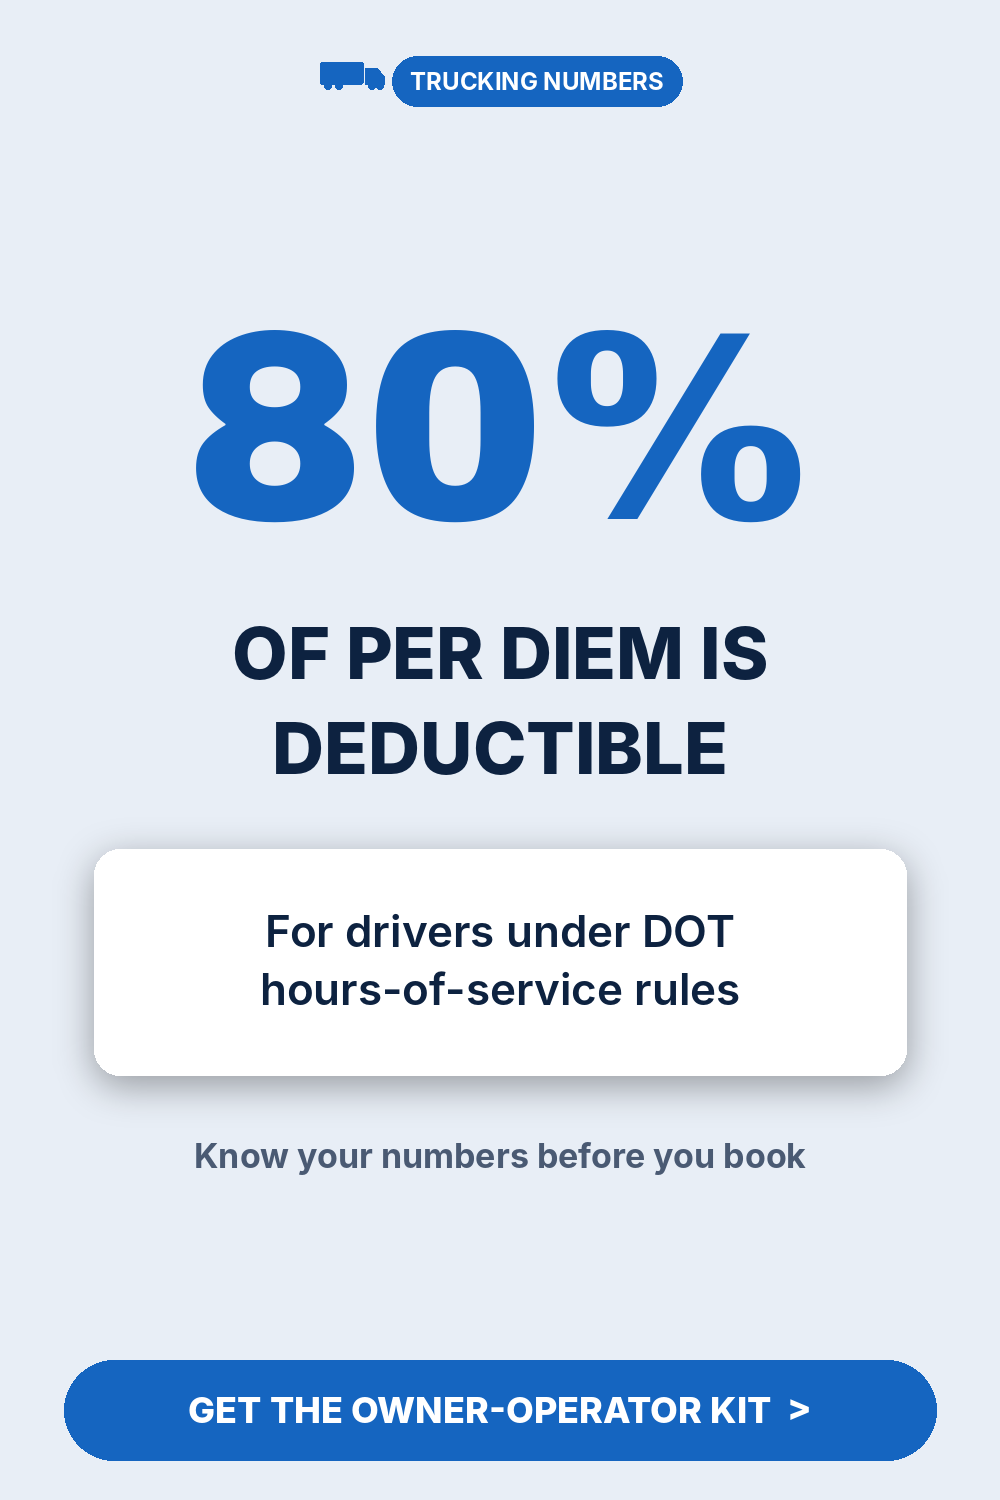 TRUCKING NUMBERS
80%
OF PER DIEM IS
DEDUCTIBLE
For drivers under DOT
hours-of-service rules
Know your numbers before you book
GET THE OWNER-OPERATOR KIT >